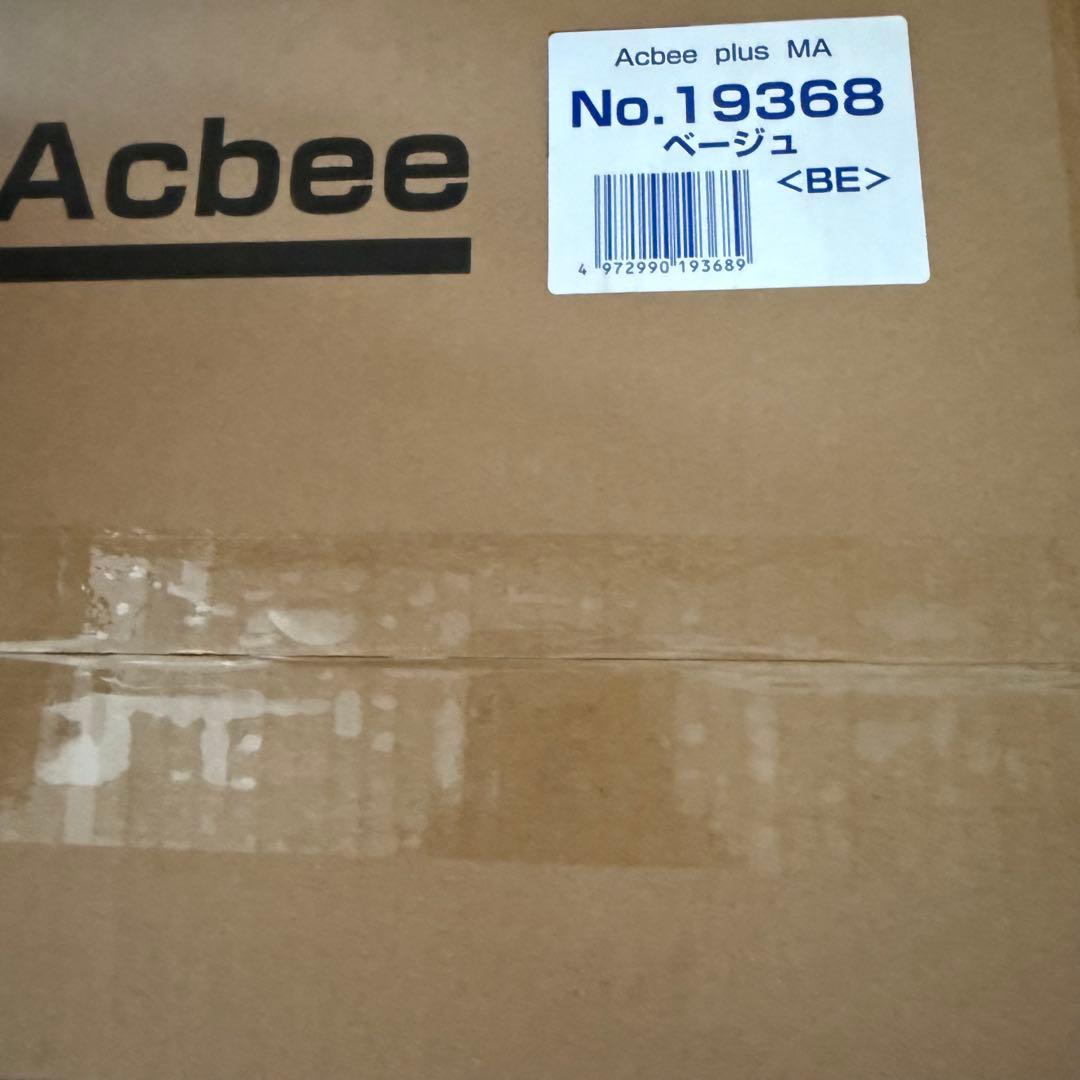 Acbee
Acbee plus MA
No.19368
ベージュ
<BE>
4 972990 193689